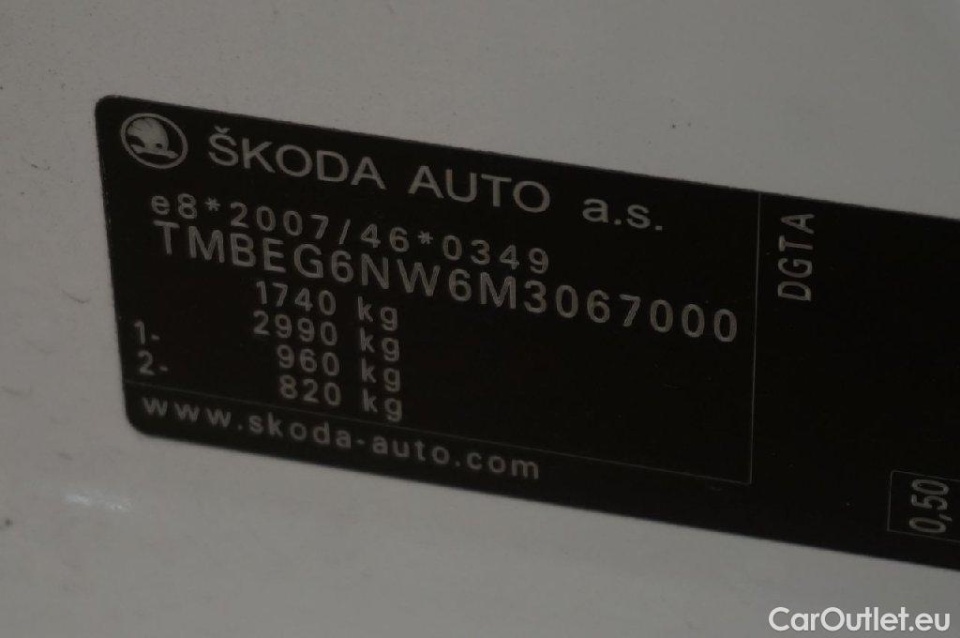 ŠKODA AUTO a.s.
e8*2007/46*0349
TMBEG6NW6M3067000
1740 kg
2990 kg
1- 960 kg
2- 820 kg
www.skoda-auto.com
DGTA
0,50
CarOutlet.eu